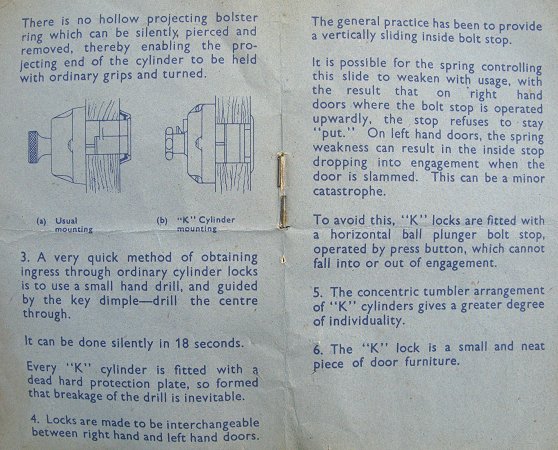 There is no hollow projecting bolster
ring which can be silently pierced and
removed, thereby enabling the pro-
jecting end of the cylinder to be held
with ordinary grips and turned.
(a) Usual
mounting
(b) "K" Cylinder
mounting
3. A very quick method of obtaining
ingress through ordinary cylinder locks
is to use a small hand drill, and guided
by the key dimple—drill the centre
through.
It can be done silently in 18 seconds.
Every "K" cylinder is fitted with a
dead hard protection plate, so formed
that breakage of the drill is inevitable.
4. Locks are made to be interchangeable
between right hand and left hand doors.
The general practice has been to provide
a vertically sliding inside bolt stop.
It is possible for the spring controlling
this slide to weaken with usage, with
the result that on right hand
doors where the bolt stop is operated
upwardly, the stop refuses to stay
"put." On left hand doors, the spring
weakness can result in the inside stop
dropping into engagement when the
door is slammed. This can be a minor
catastrophe.
To avoid this, "K" locks are fitted with
a horizontal ball plunger bolt stop,
operated by press button, which cannot
fall into or out of engagement.
5. The concentric tumbler arrangement
of "K" cylinders gives a greater degree
of individuality.
6. The "K" lock is a small and neat
piece of door furniture.